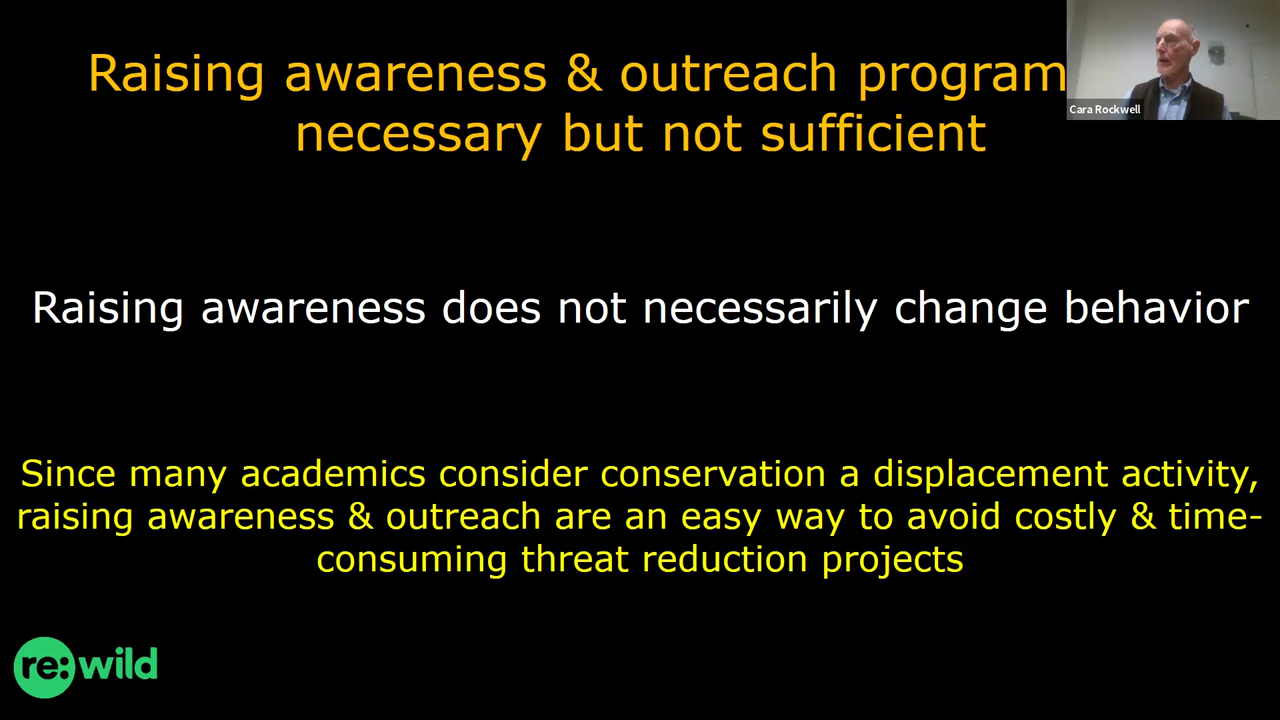 Raising awareness & outreach program
necessary but not sufficient
Cara Rockwell
Raising awareness does not necessarily change behavior
Since many academics consider conservation a displacement activity,
raising awareness & outreach are an easy way to avoid costly & time-
consuming threat reduction projects
re:wild